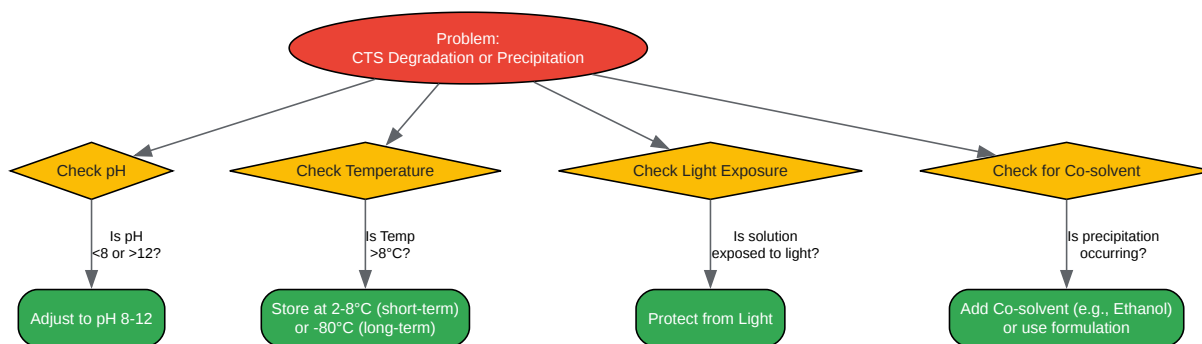 Problem:
CTS Degradation or Precipitation
Check pH
Check Temperature
Check Light Exposure
Check for Co-solvent
Is pH
<8 or >12?
Is Temp
>8°C?
Is solution
exposed to light?
Is precipitation
occurring?
Adjust to pH 8-12
Store at 2-8°C (short-term)
or -80°C (long-term)
Protect from Light
Add Co-solvent (e.g., Ethanol)
or use formulation